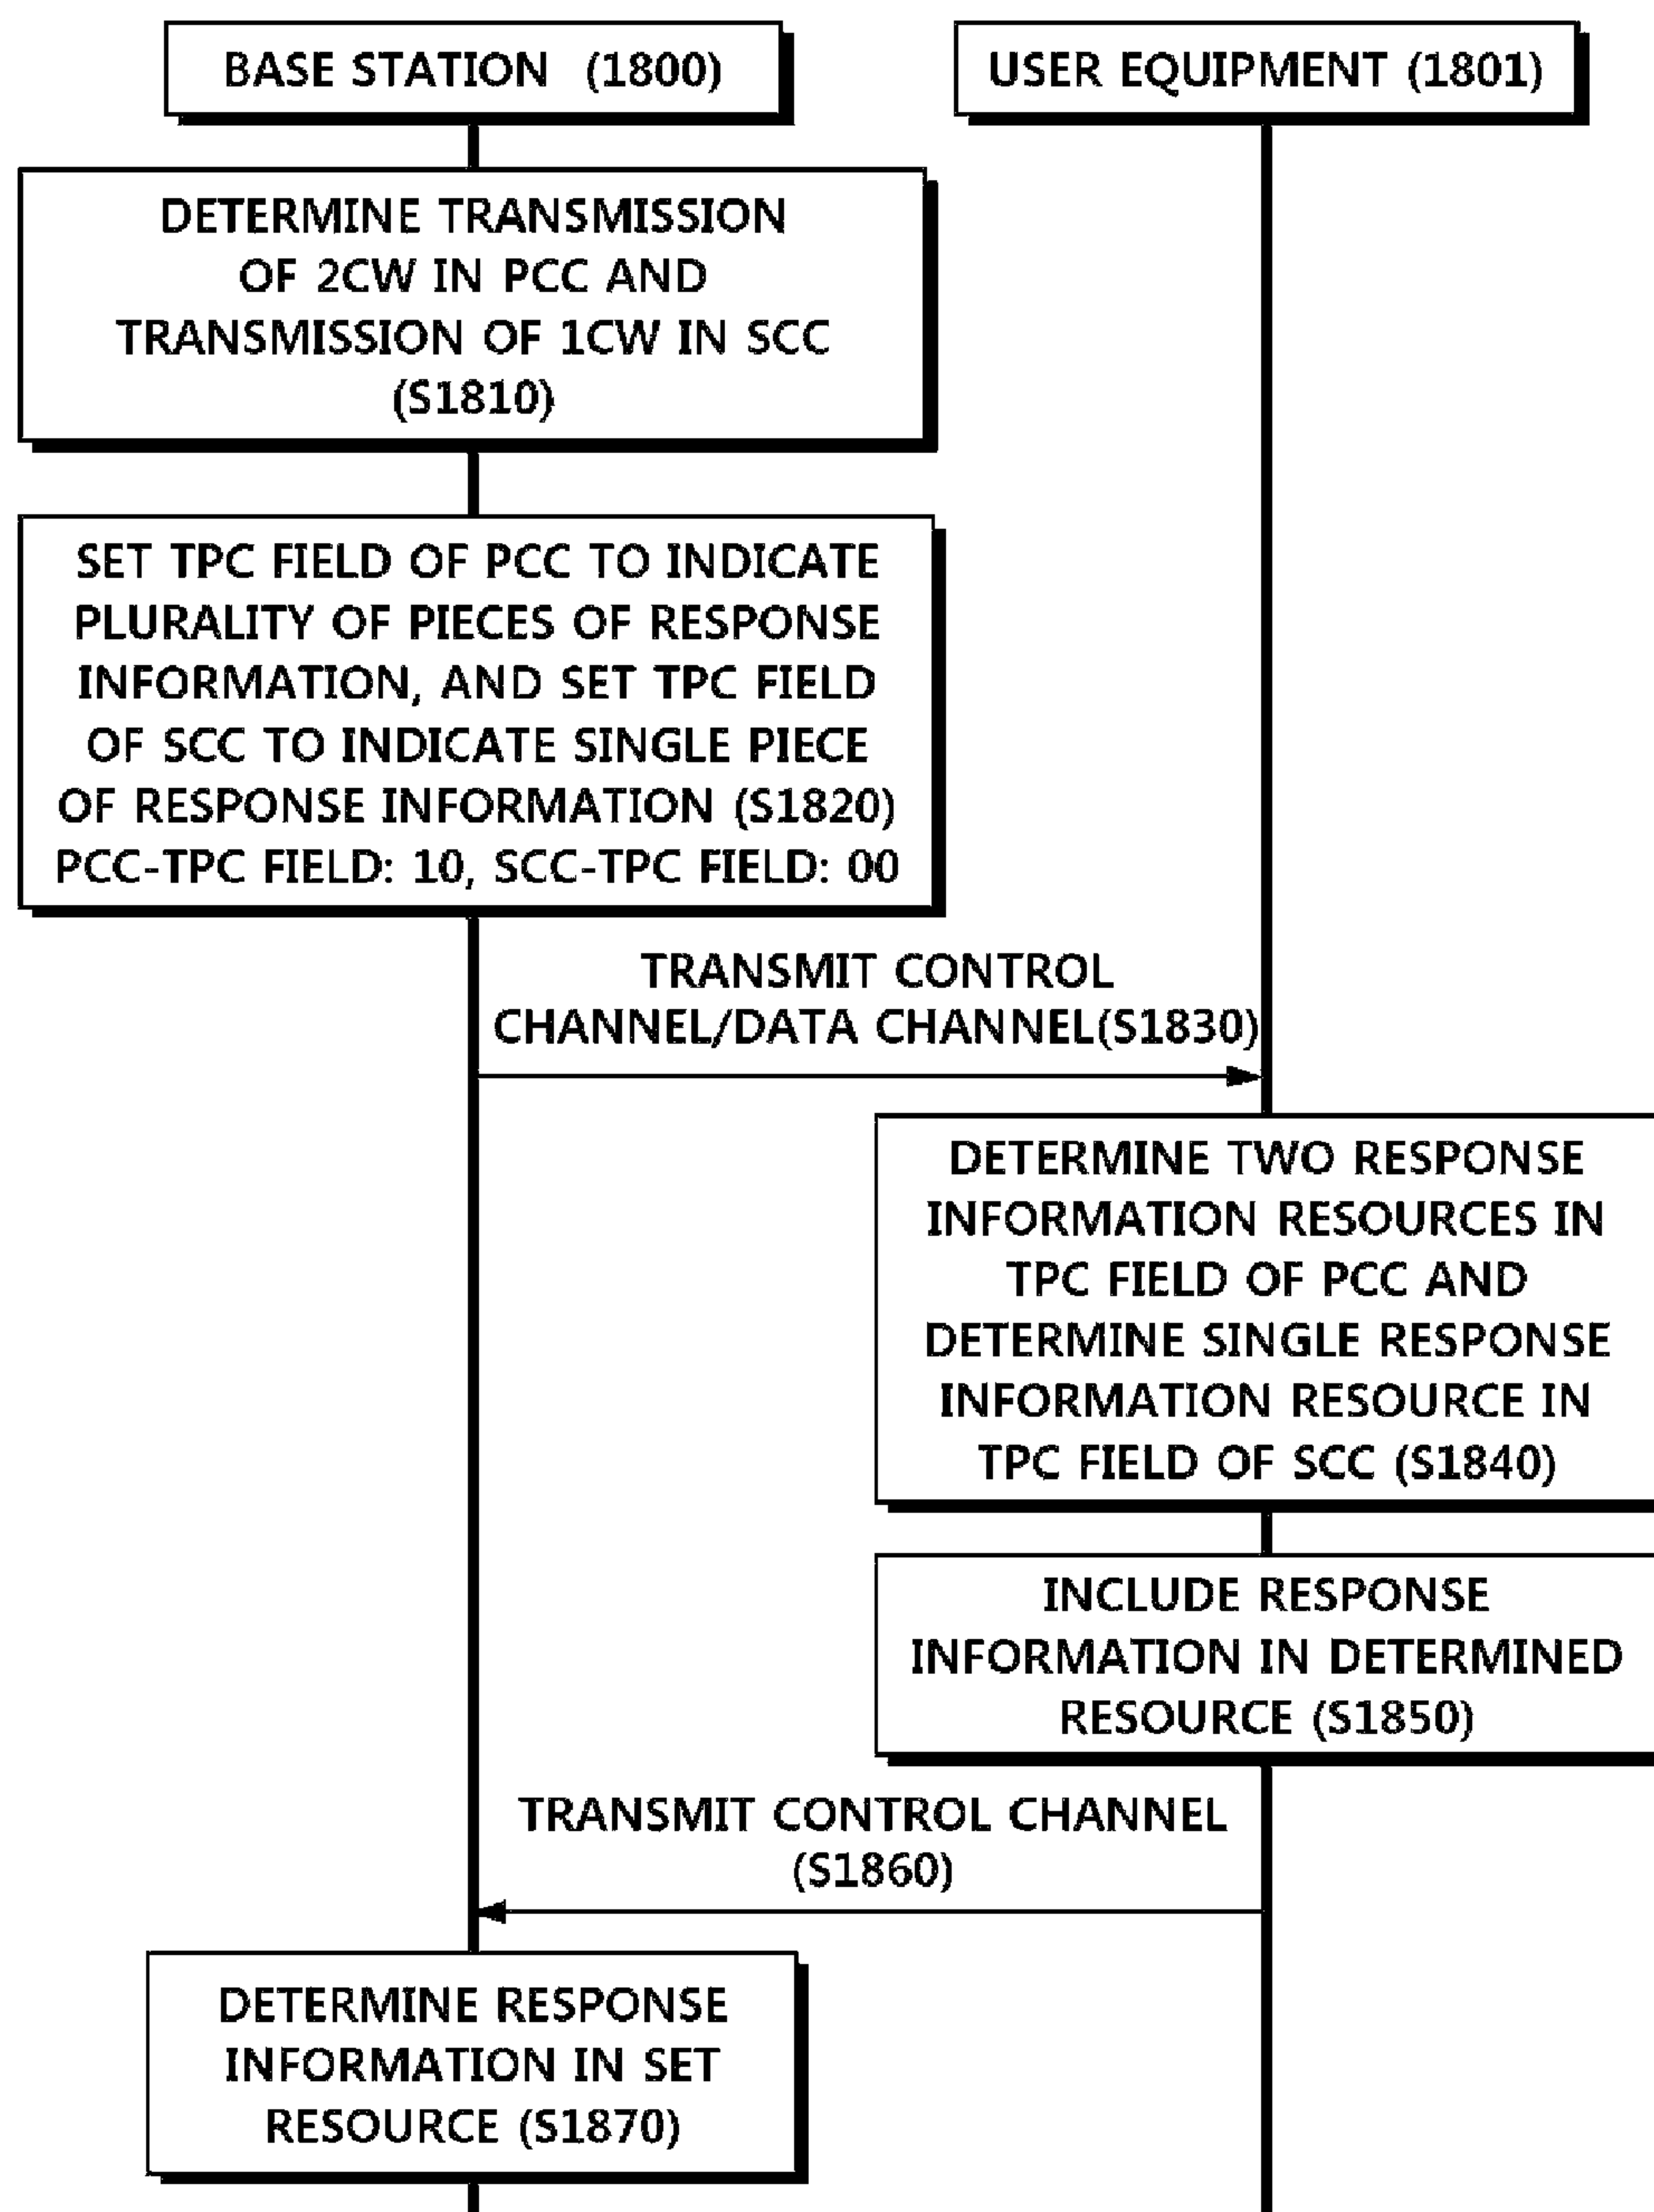 BASE STATION (1800)
USER EQUIPMENT (1801)
DETERMINE TRANSMISSION
OF 2CW IN PCC AND
TRANSMISSION OF 1CW IN SCC
(S1810)
SET TPC FIELD OF PCC TO INDICATE
PLURALITY OF PIECES OF RESPONSE
INFORMATION, AND SET TPC FIELD
OF SCC TO INDICATE SINGLE PIECE
OF RESPONSE INFORMATION (S1820)
PCC-TPC FIELD: 10, SCC-TPC FIELD: 00
TRANSMIT CONTROL
CHANNEL/DATA CHANNEL(S1830)
DETERMINE TWO RESPONSE
INFORMATION RESOURCES IN
TPC FIELD OF PCC AND
DETERMINE SINGLE RESPONSE
INFORMATION RESOURCE IN
TPC FIELD OF SCC (S1840)
INCLUDE RESPONSE
INFORMATION IN DETERMINED
RESOURCE (S1850)
TRANSMIT CONTROL CHANNEL
(S1860)
DETERMINE RESPONSE
INFORMATION IN SET
RESOURCE (S1870)